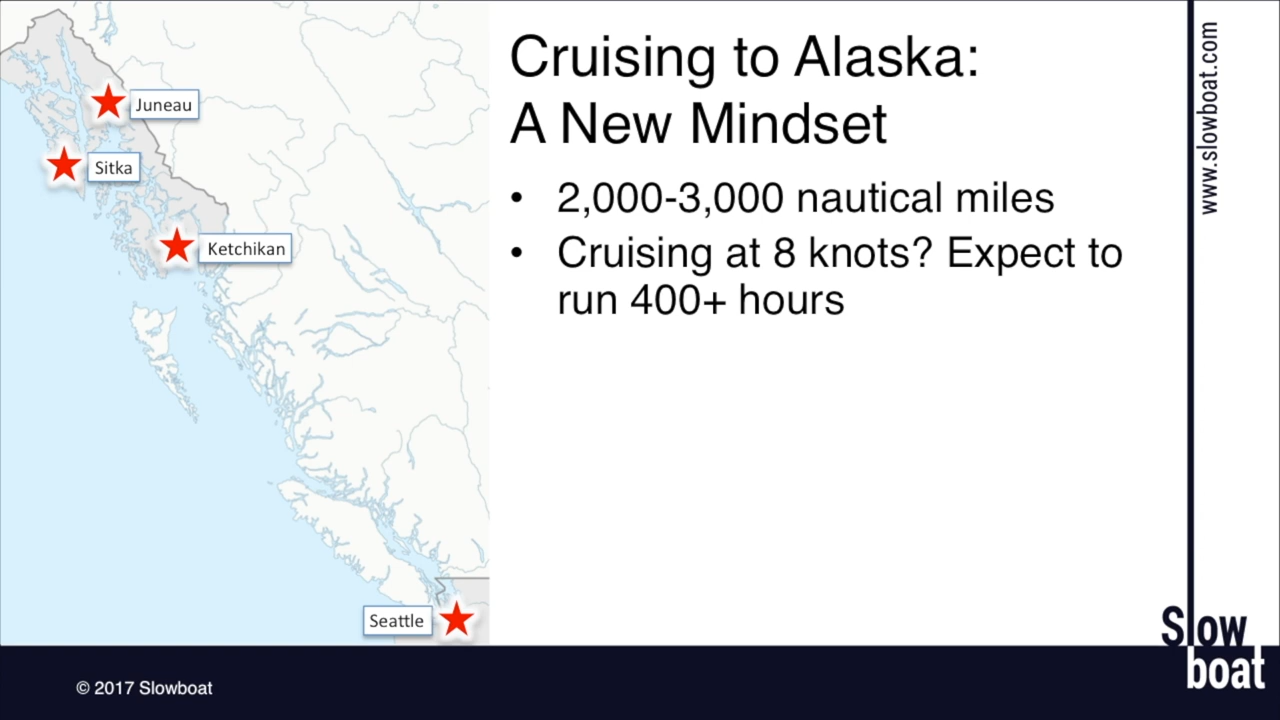 Cruising to Alaska:
A New Mindset
• 2,000-3,000 nautical miles
• Cruising at 8 knots? Expect to
run 400+ hours
Juneau
Sitka
Ketchikan
Seattle
www.slowboat.com
Slow
boat
© 2017 Slowboat